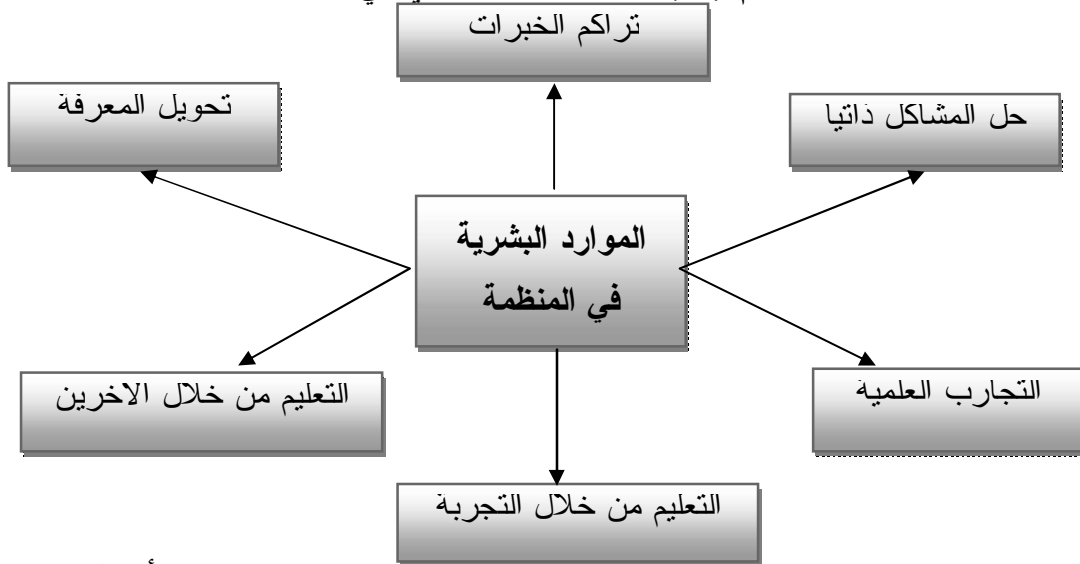 تراكم الخبرات
حل المشاكل ذاتيا
تحويل المعرفة
الموارد البشرية
في المنظمة
التجارب العلمية
التعليم من خلال الاخرين
التعليم من خلال التجربة